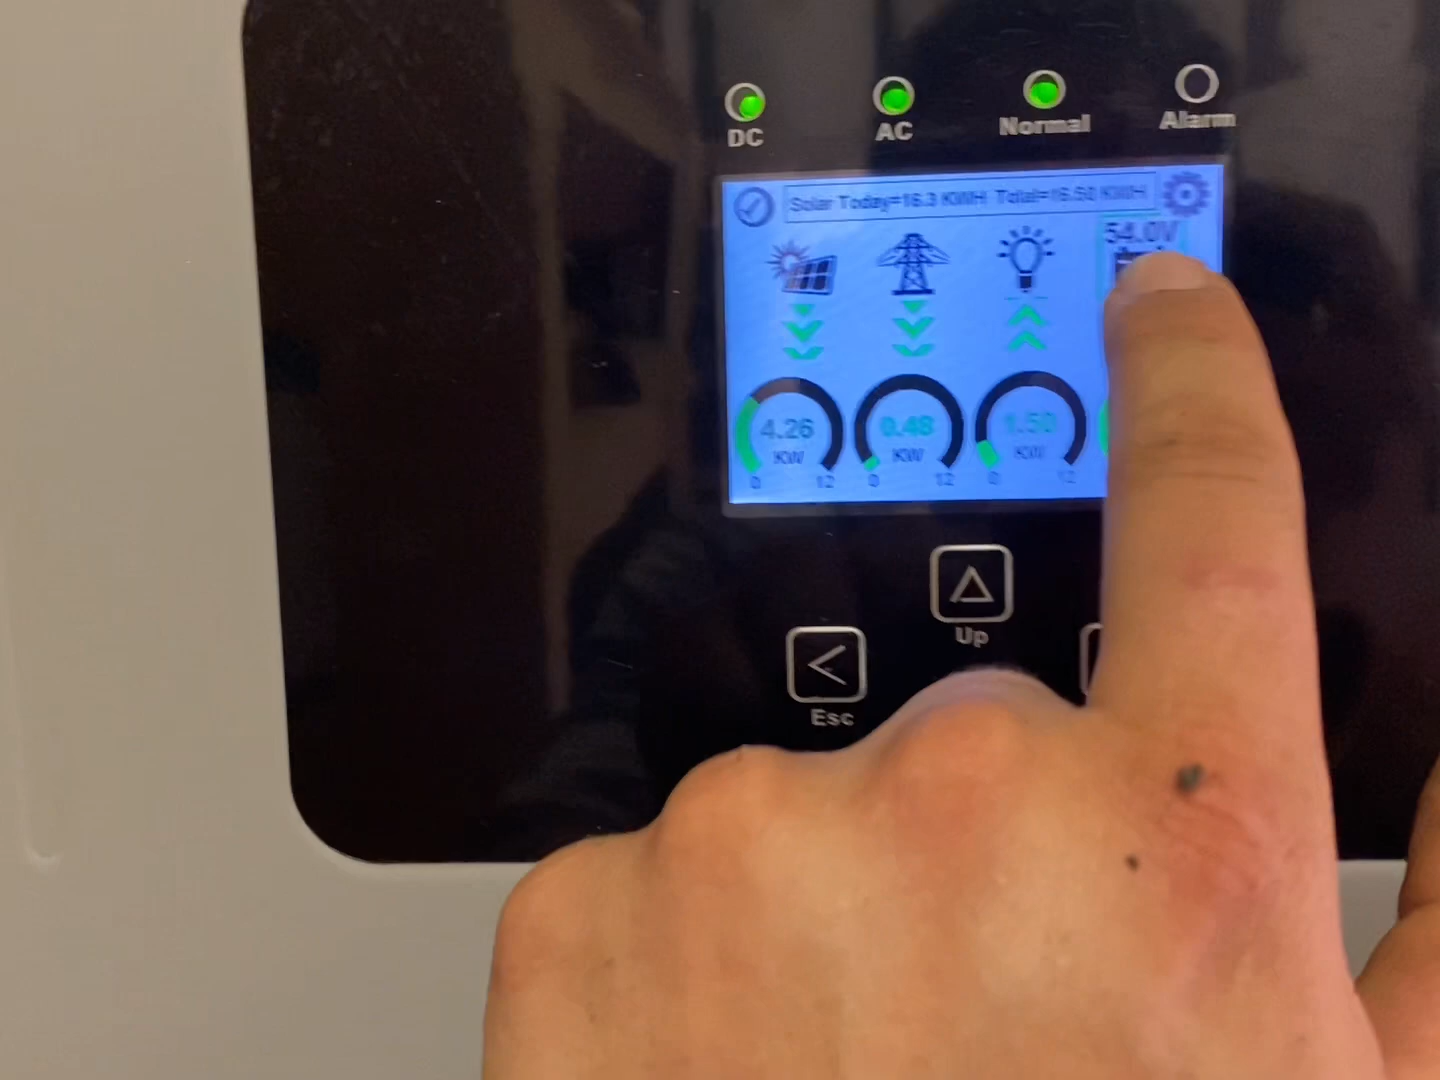 DC AC Normal Alarm
Solar Today=16.3 KWH Total=16.50 KWH
54.0V
4.26 0.48 1.50
KW KW KW
0 12 0 12 0 12
Up
Esc